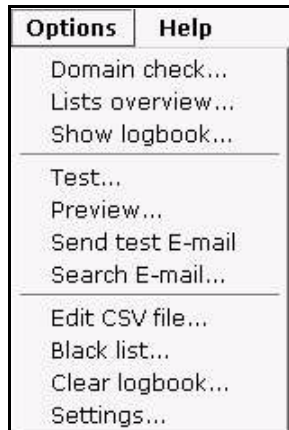 Options Help
Domain check...
Lists overview...
Show logbook...
Test...
Preview...
Send test E-mail
Search E-mail...
Edit CSV file...
Black list...
Clear logbook...
Settings...